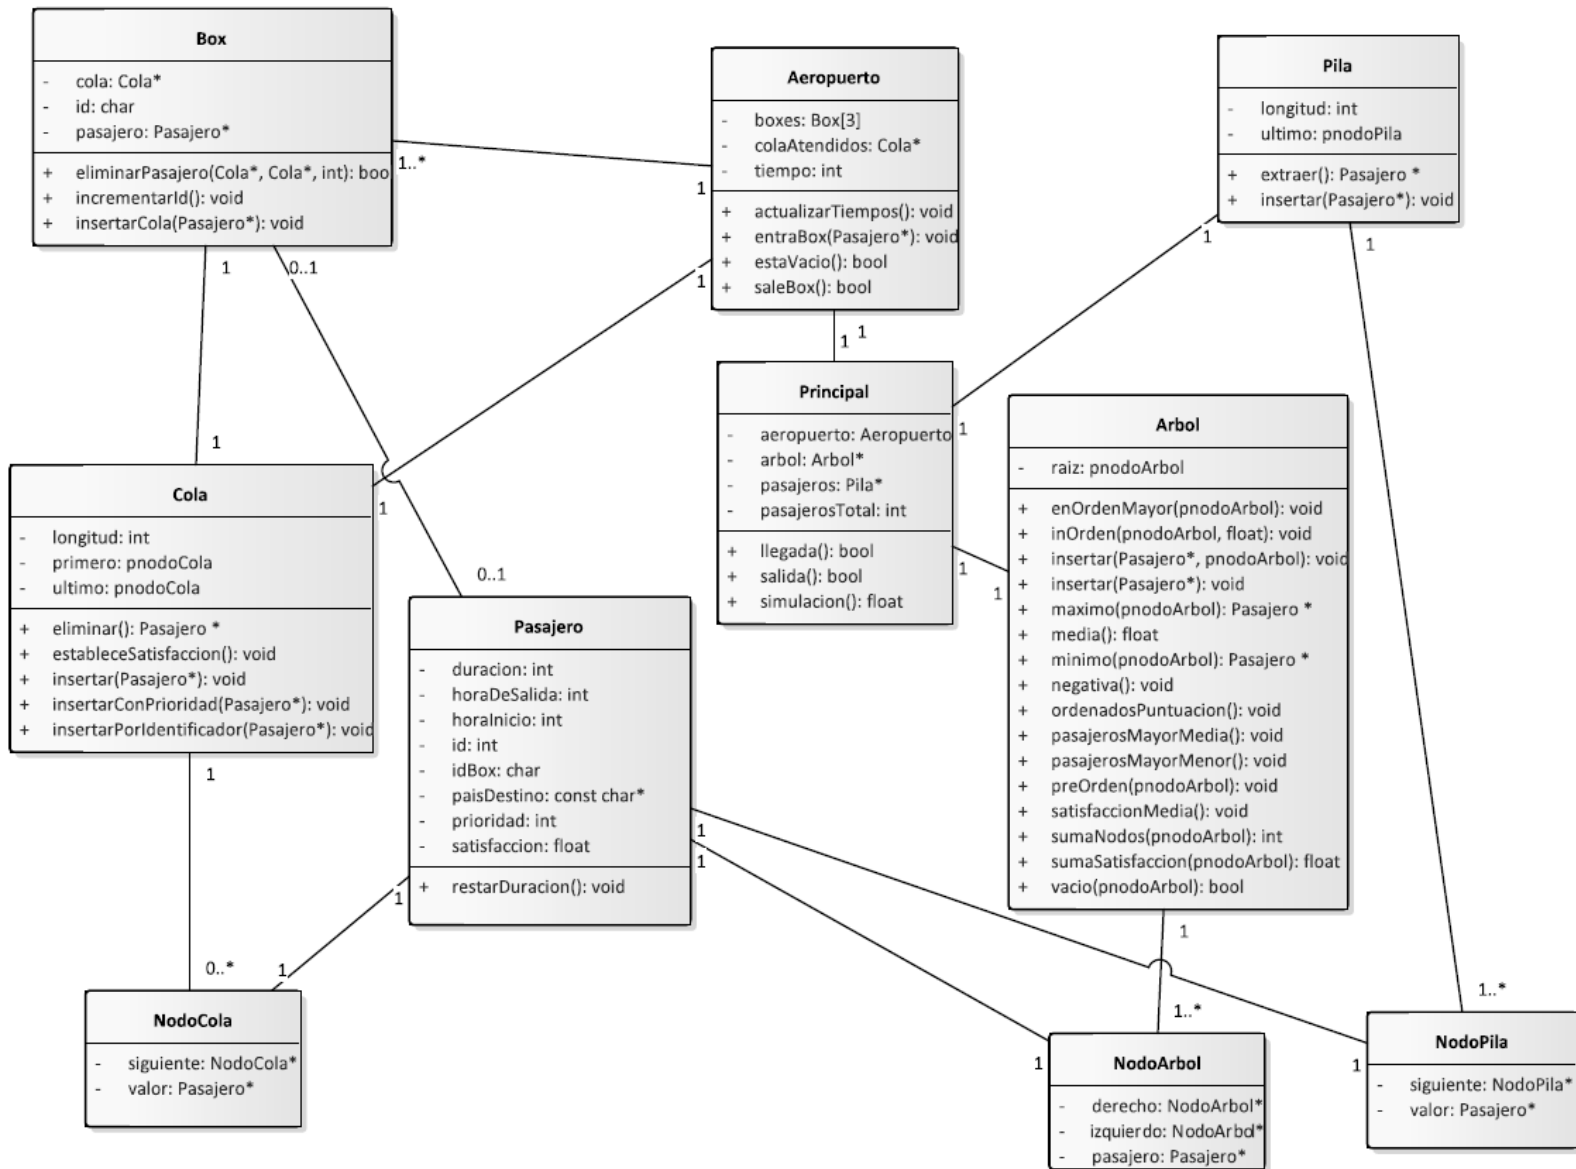 Box
- cola: Cola*
- id: char
- pasajero: Pasajero*
+ eliminarPasajero(Cola*, Cola*, int): bool
+ incrementarId(): void
+ insertarCola(Pasajero*): void
1..*
1
1
0..1
Aeropuerto
- boxes: Box[3]
- colaAtendidos: Cola*
- tiempo: int
+ actualizarTiempos(): void
+ entraBox(Pasajero*): void
+ estaVacio(): bool
+ saleBox(): bool
1
1
1
Pila
- longitud: int
- ultimo: pnodoPila
+ extraer(): Pasajero *
+ insertar(Pasajero*): void
1
1
Principal
- aeropuerto: Aeropuerto
- arbol: Arbol*
- pasajeros: Pila*
- pasajerosTotal: int
+ llegada(): bool
+ salida(): bool
+ simulacion(): float
1
1
1
Arbol
- raiz: pnodoArbol
+ enOrdenMayor(pnodoArbol): void
+ inOrden(pnodoArbol, float): void
+ insertar(Pasajero*, pnodoArbol): void
+ insertar(Pasajero*): void
+ maximo(pnodoArbol): Pasajero *
+ media(): float
+ minimo(pnodoArbol): Pasajero *
+ negativa(): void
+ ordenadosPuntuacion(): void
+ pasajerosMayorMedia(): void
+ pasajerosMayorMenor(): void
+ preOrden(pnodoArbol): void
+ satisfaccionMedia(): void
+ sumaNodos(pnodoArbol): int
+ sumaSatisfaccion(pnodoArbol): float
+ vacio(pnodoArbol): bool
1
Cola
- longitud: int
- primero: pnodoCola
- ultimo: pnodoCola
+ eliminar(): Pasajero *
+ estableceSatisfaccion(): void
+ insertar(Pasajero*): void
+ insertarConPrioridad(Pasajero*): void
+ insertarPorIdentificador(Pasajero*): void
1
1
0..1
Pasajero
- duracion: int
- horaDeSalida: int
- horaInicio: int
- id: int
- idBox: char
- paisDestino: const char*
- prioridad: int
- satisfaccion: float
+ restarDuracion(): void
1
1
1
1
1
0..*
1
NodoCola
- siguiente: NodoCola*
- valor: Pasajero*
1..*
1
NodoArbol
- derecho: NodoArbol*
- izquierdo: NodoArbol*
- pasajero: Pasajero*
1..*
1
NodoPila
- siguiente: NodoPila*
- valor: Pasajero*